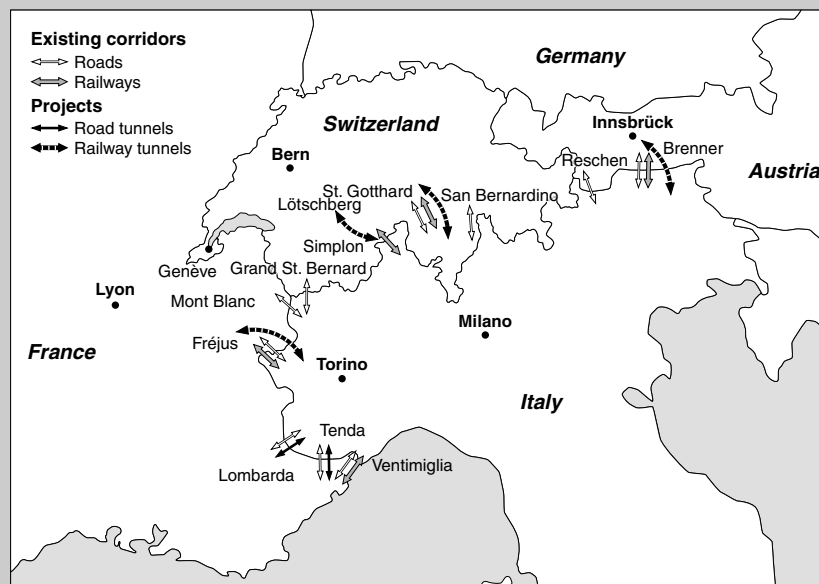 Existing corridors
Roads
Railways
Projects
Road tunnels
Railway tunnels
Germany
Switzerland
Innsbrück
Bern
Reschen
Brenner
Austria
St. Gotthard
San Bernardino
Lötschberg
Simplon
Genève
Grand St. Bernard
Lyon
Mont Blanc
Milano
Fréjus
France
Torino
Italy
Tenda
Lombarda
Ventimiglia